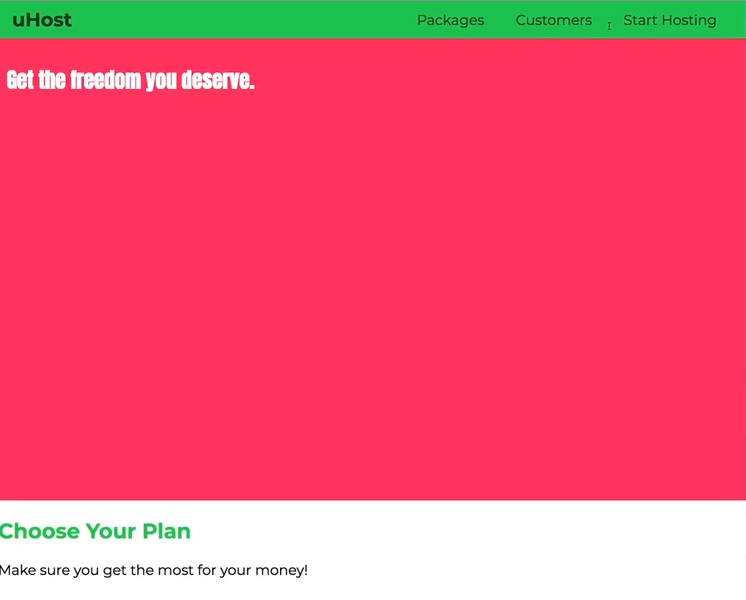 uHost Packages Customers Start Hosting
Get the freedom you deserve.
Choose Your Plan
Make sure you get the most for your money!